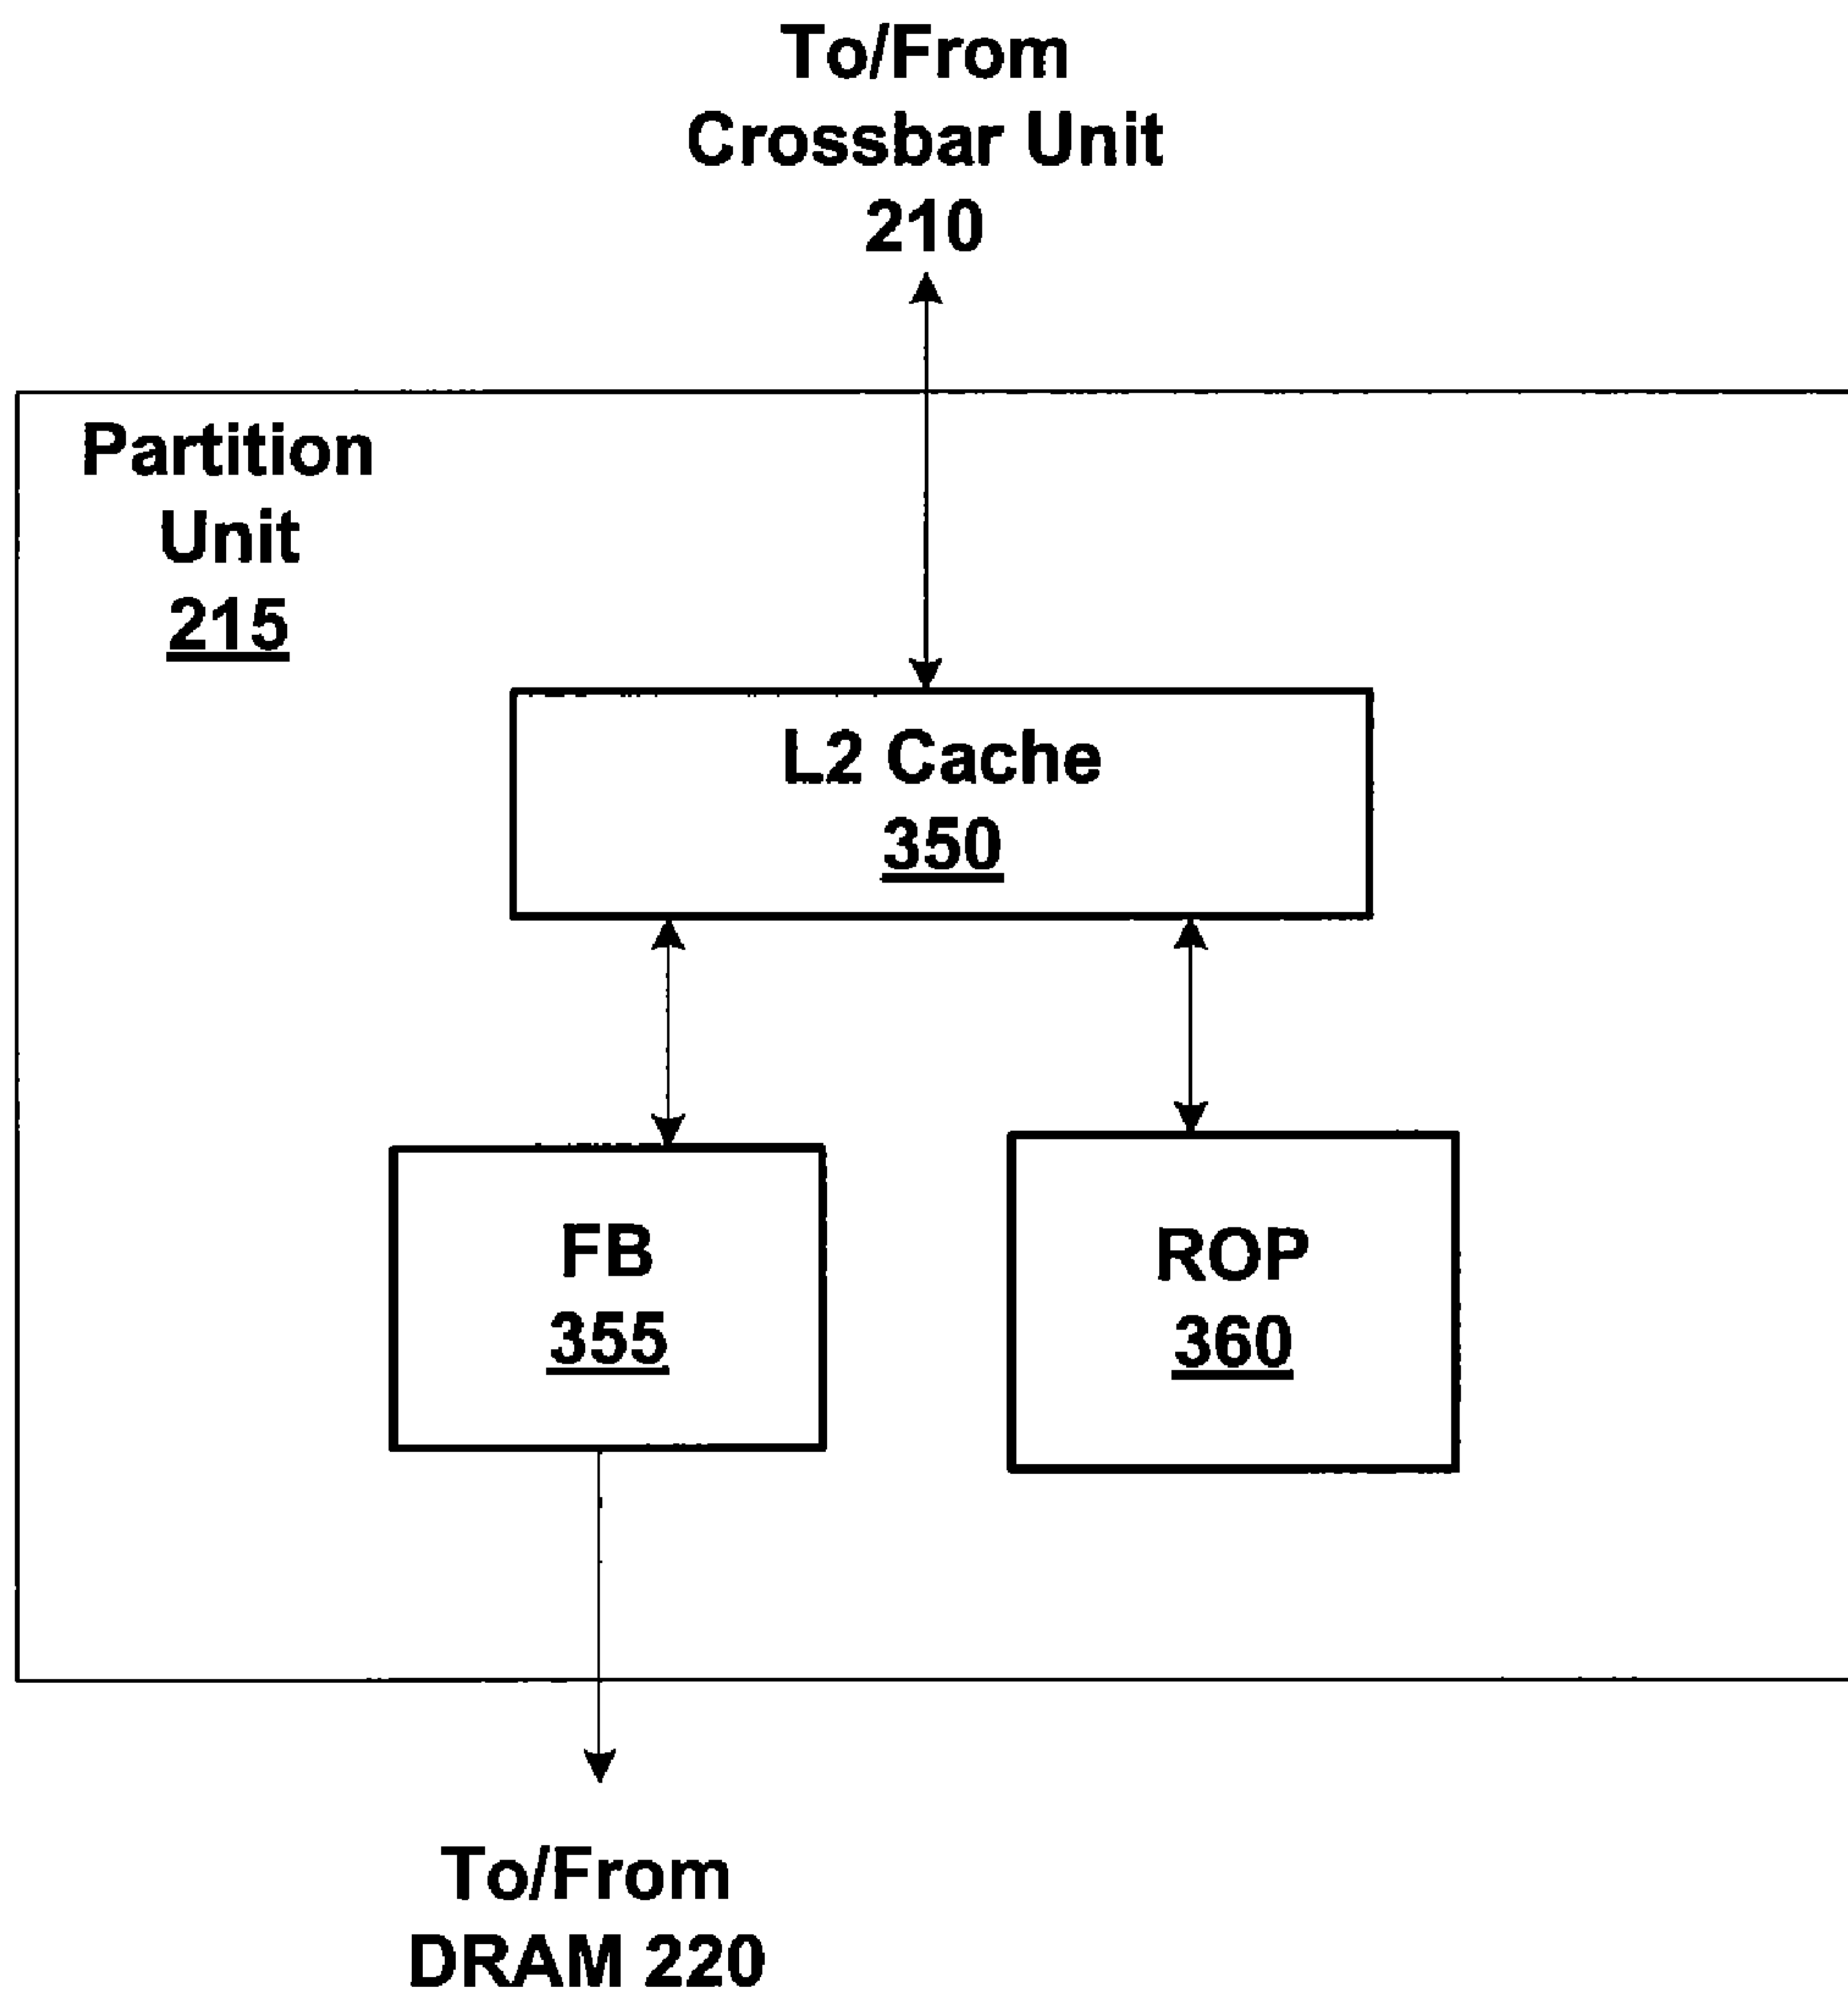 To/From
Crossbar Unit
210
Partition
Unit
215
L2 Cache
350
FB
355
ROP
360
To/From
DRAM 220